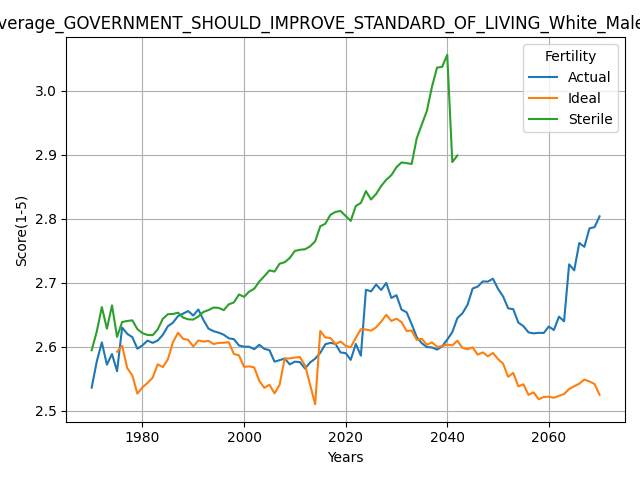 verage_GOVERNMENT_SHOULD_IMPROVE_STANDARD_OF_LIVING_White_Male
Fertility
Actual
Ideal
Sterile
Score(1-5)
3.0
2.9
2.8
2.7
2.6
2.5
1980 2000 2020 2040 2060
Years